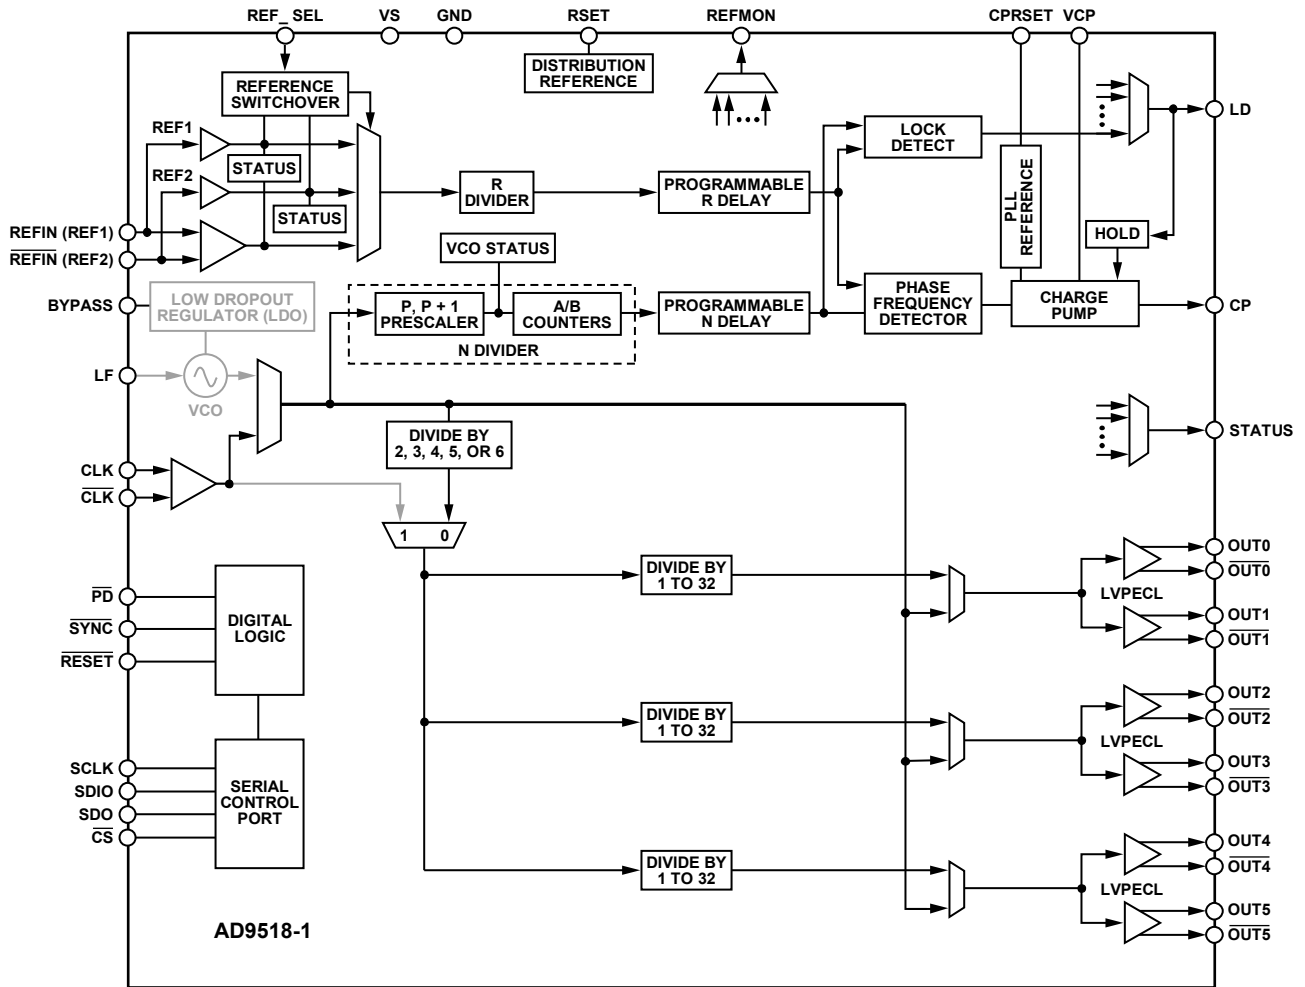 REF_ SEL
VS
GND
RSET
REFMON
CPRSET
VCP
DISTRIBUTION
REFERENCE
REFERENCE
SWITCHOVER
REF1
STATUS
REF2
STATUS
R
DIVIDER
PROGRAMMABLE
R DELAY
LOCK
DETECT
LD
PLL
REFERENCE
HOLD
REFIN (REF1)
REFIN (REF2)
BYPASS
LOW DROPOUT
REGULATOR (LDO)
VCO STATUS
P, P + 1
PRESCALER
A/B
COUNTERS
N DIVIDER
PROGRAMMABLE
N DELAY
PHASE
FREQUENCY
DETECTOR
CHARGE
PUMP
CP
LF
VCO
DIVIDE BY
2, 3, 4, 5, OR 6
STATUS
CLK
CLK
1
0
PD
SYNC
RESET
DIGITAL
LOGIC
DIVIDE BY
1 TO 32
LVPECL
OUT0
OUT0
OUT1
OUT1
DIVIDE BY
1 TO 32
LVPECL
OUT2
OUT2
OUT3
OUT3
SCLK
SDIO
SDO
CS
SERIAL
CONTROL
PORT
DIVIDE BY
1 TO 32
LVPECL
OUT4
OUT4
OUT5
OUT5
AD9518-1